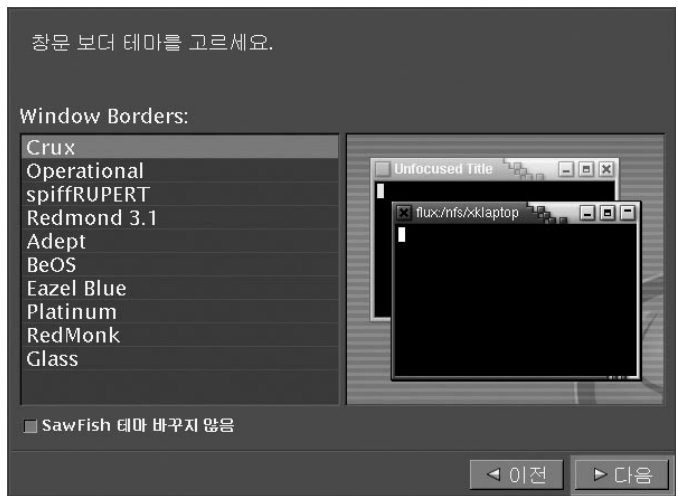 창문 보더 테마를 고르세요.
Window Borders:
Crux
Operational
spiffRUPERT
Redmond 3.1
Adept
BeOS
Eazel Blue
Platinum
RedMonk
Glass
Unfocused Title
flux:/nfs/xklaptop
SawFish 테마 바꾸지 않음
이전
다음